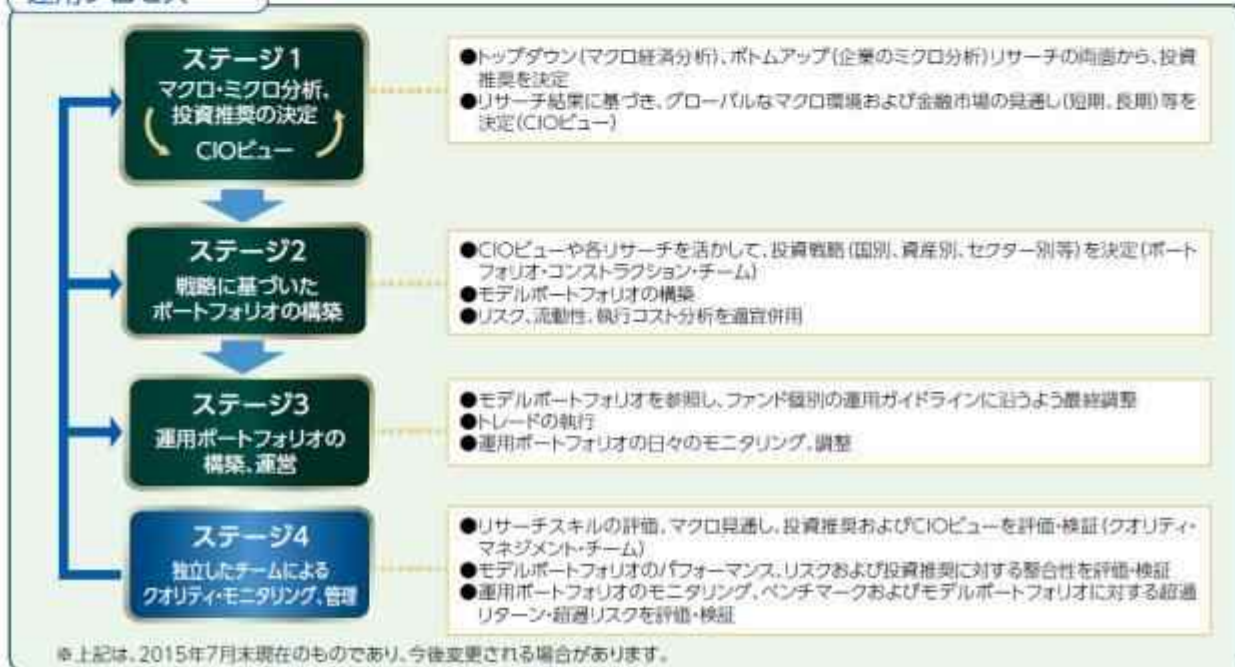 運用プロセス
ステージ1
マクロ・ミクロ分析、
投資推奨の決定
CIOビュー
●トップダウン(マクロ経済分析)、ボトムアップ(企業のミクロ分析)リサーチの両面から、投資
推奨を決定
●リサーチ結果に基づき、グローバルなマクロ環境および金融市場の見通し(短期、長期)等を
決定(CIOビュー)
ステージ2
戦略に基づいた
ポートフォリオの構築
●CIOビューや各リサーチを活かして、投資戦略(国別、資産別、セクター別等)を決定(ポート
フォリオ・コンストラクション・チーム)
●モデルポートフォリオの構築
●リスク、流動性、執行コスト分析を適宜併用
ステージ3
運用ポートフォリオの
構築、運営
●モデルポートフォリオを参照し、ファンド個別の運用ガイドラインに沿うよう最終調整
●トレードの執行
●運用ポートフォリオの日々のモニタリング、調整
ステージ4
独立したチームによる
クオリティ・モニタリング、管理
●リサーチスキルの評価、マクロ見通し、投資推奨およびCIOビューを評価・検証(クオリティ・
マネジメント・チーム)
●モデルポートフォリオのパフォーマンス、リスクおよび投資推奨に対する整合性を評価・検証
●運用ポートフォリオのモニタリング、ベンチマークおよびモデルポートフォリオに対する超過
リターン・超過リスクを評価・検証
※上記は、2015年7月末現在のものであり、今後変更される場合があります。